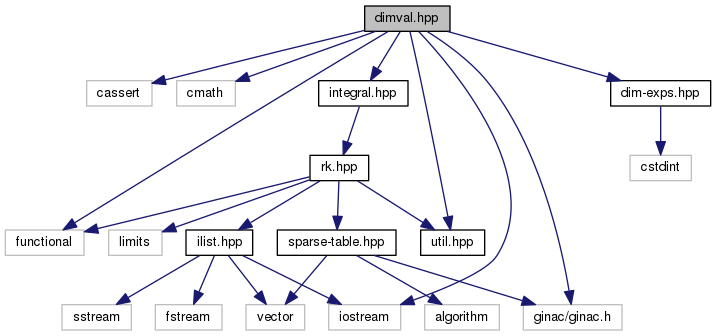 dimval.hpp
cassert
cmath
integral.hpp
dim-exps.hpp
rk.hpp
cstdint
functional
limits
ilist.hpp
sparse-table.hpp
util.hpp
sstream
fstream
vector
iostream
algorithm
ginac/ginac.h